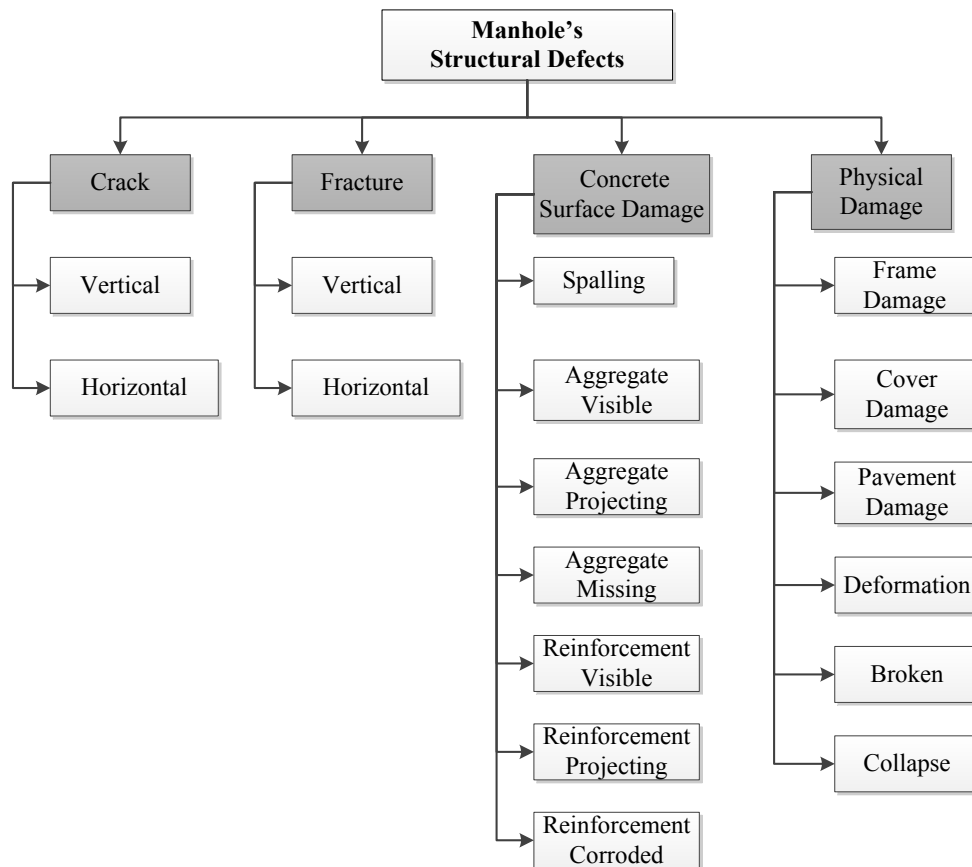 Manhole's
Structural Defects
Crack
Fracture
Concrete
Surface Damage
Physical
Damage
Vertical
Horizontal
Vertical
Horizontal
Spalling
Aggregate
Visible
Aggregate
Projecting
Aggregate
Missing
Reinforcement
Visible
Reinforcement
Projecting
Reinforcement
Corroded
Frame
Damage
Cover
Damage
Pavement
Damage
Deformation
Broken
Collapse